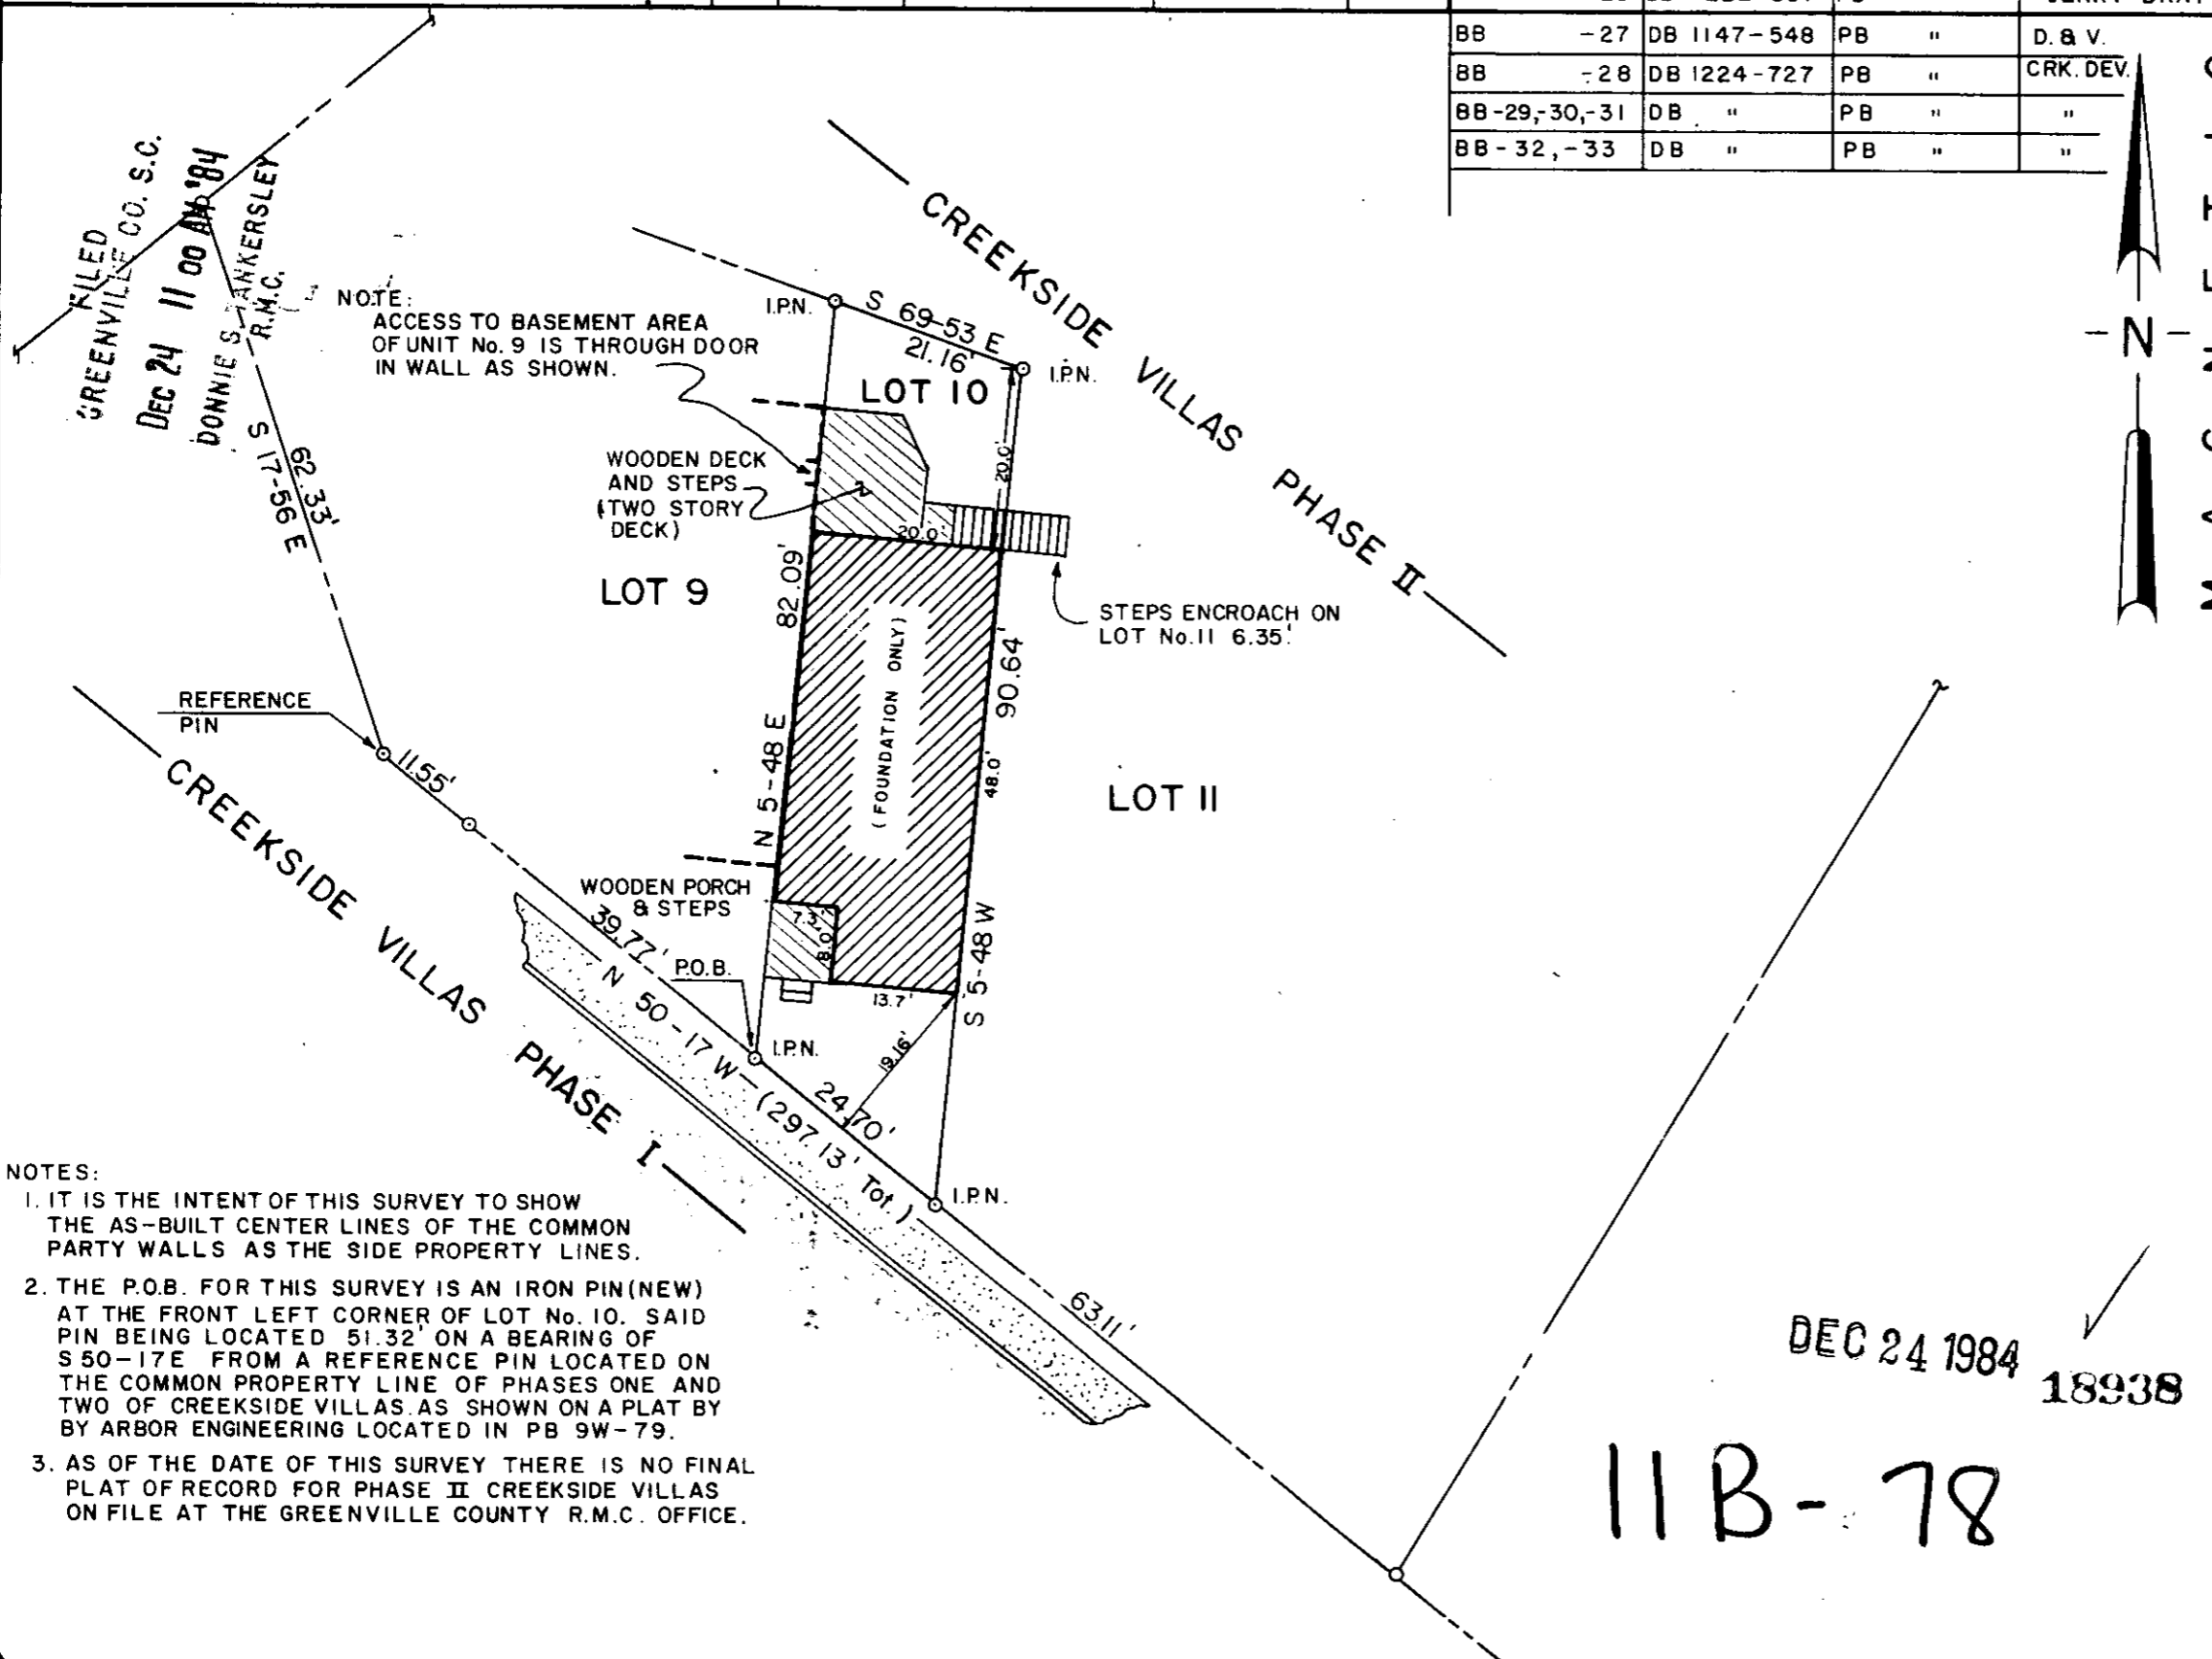 BB -27 DB 1147-548 PB " D. & V.
BB -28 DB 1224-727 PB " CRK. DEV.
BB-29,-30,-31 DB " PB " "
BB-32,-33 DB " PB " "
FILED
GREENVILLE CO. S.C.
DEC 24 11 00 AM '84
DONNIE S. TANKERSLEY
R.M.C.
NOTE:
ACCESS TO BASEMENT AREA
OF UNIT No. 9 IS THROUGH DOOR
IN WALL AS SHOWN.
I.P.N.
S 69-53 E
21.16'
I.P.N.
LOT 10
CREEKSIDE VILLAS PHASE II
- N -
S 17-56 E
62.33'
WOODEN DECK
AND STEPS
(TWO STORY
DECK)
20.0'
20.0'
LOT 9
82.09'
N 5-48 E
(FOUNDATION ONLY)
90.64'
48.0'
S 5-48 W
STEPS ENCROACH ON
LOT No.11 6.35'.
LOT 11
REFERENCE
PIN
11.55'
CREEKSIDE VILLAS PHASE I
WOODEN PORCH
& STEPS
7.3'
8.0'
13.7'
19.16'
39.77'
P.O.B.
I.P.N.
N 50-17 W (297.13' Tot.)
24.70'
I.P.N.
63.11'
NOTES:
1. IT IS THE INTENT OF THIS SURVEY TO SHOW
THE AS-BUILT CENTER LINES OF THE COMMON
PARTY WALLS AS THE SIDE PROPERTY LINES.
2. THE P.O.B. FOR THIS SURVEY IS AN IRON PIN(NEW)
AT THE FRONT LEFT CORNER OF LOT No. 10. SAID
PIN BEING LOCATED 51.32' ON A BEARING OF
S 50-17E FROM A REFERENCE PIN LOCATED ON
THE COMMON PROPERTY LINE OF PHASES ONE AND
TWO OF CREEKSIDE VILLAS AS SHOWN ON A PLAT BY
BY ARBOR ENGINEERING LOCATED IN PB 9W-79.
3. AS OF THE DATE OF THIS SURVEY THERE IS NO FINAL
PLAT OF RECORD FOR PHASE II CREEKSIDE VILLAS
ON FILE AT THE GREENVILLE COUNTY R.M.C. OFFICE.
DEC 24 1984
18938
11B-78